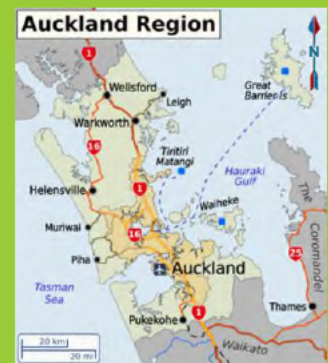 Auckland Region
1
N
Wellsford
Leigh
Great
Barrier Is
Warkworth
16
Tiritiri
Matangi
Hauraki
Gulf
1
Helensville
Waiheke
The
Coromandel
Muriwai
16
25
Piha
Auckland
Tasman
Sea
1
Thames
Pukekohe
Waikato
20 km
20 mi